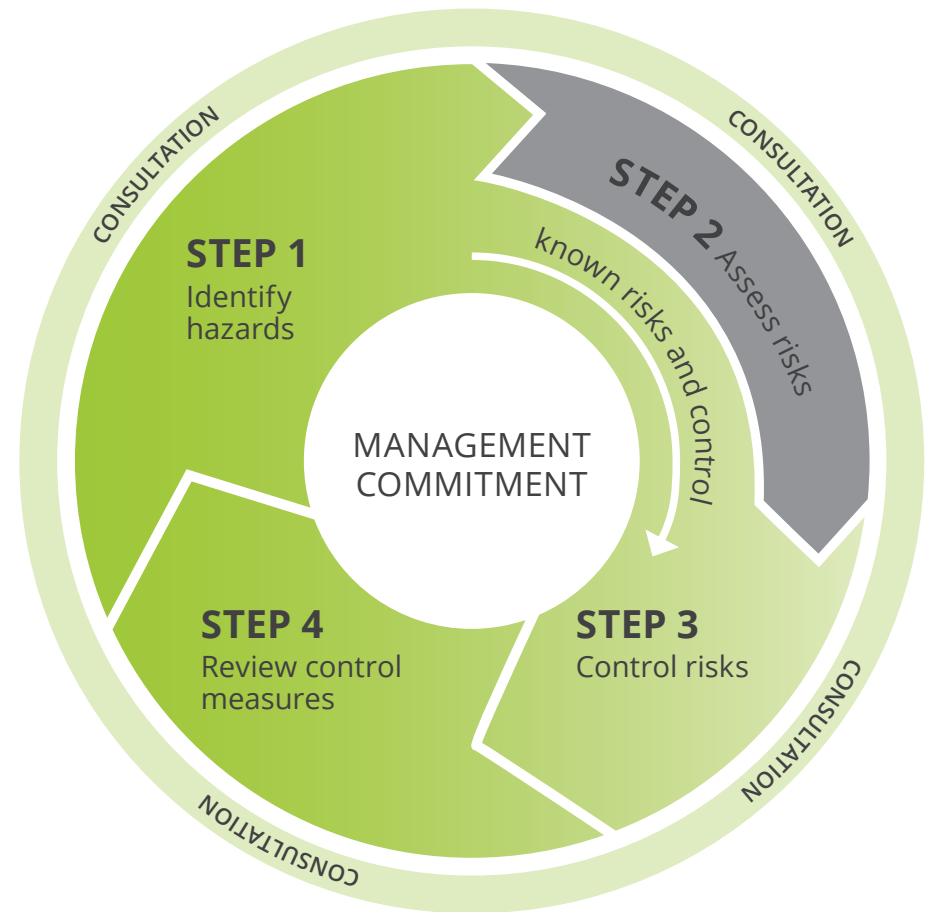 CONSULTATION
CONSULTATION
STEP 1
Identify
hazards
STEP 2 Assess risks
known risks and control
MANAGEMENT
COMMITMENT
STEP 3
Control risks
STEP 4
Review control
measures
CONSULTATION
CONSULTATION